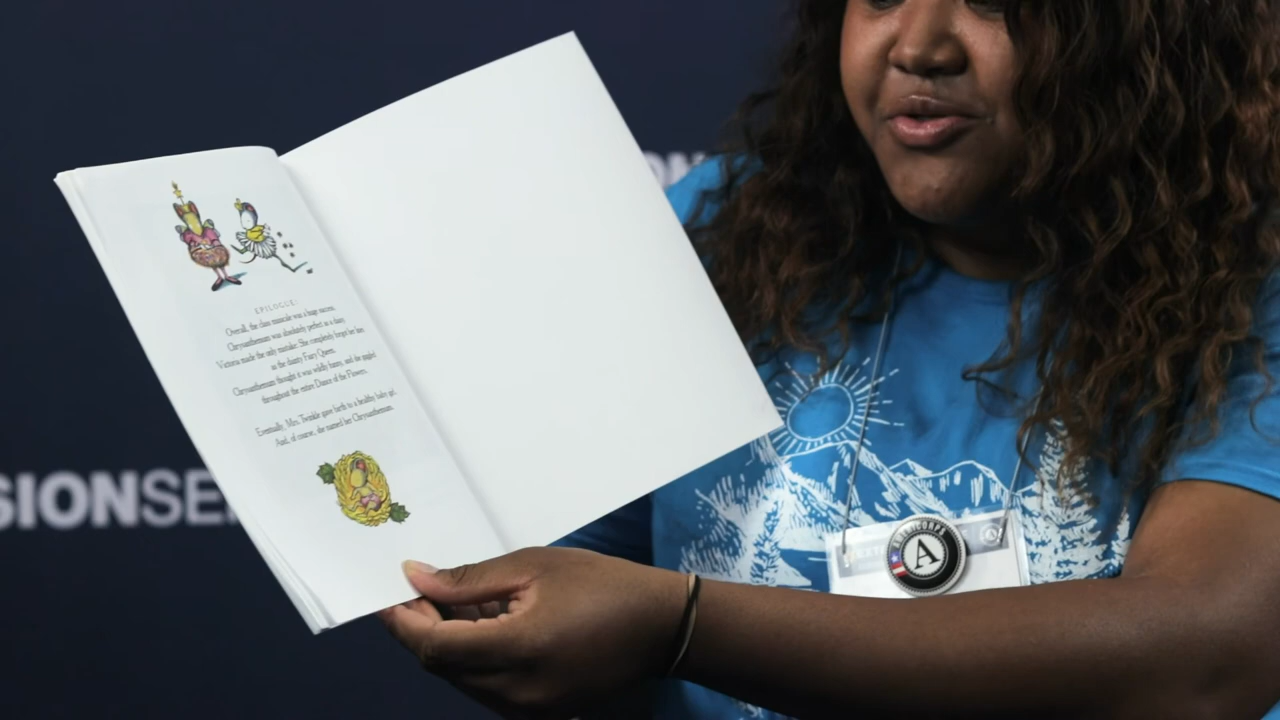 EPILOGUE:
Overall, the class musicale was a huge success.
Chrysanthemum was absolutely perfect as a daisy.
Victoria made the only mistake: She completely forgot her lines
as the dainty Fairy Queen.
Chrysanthemum thought it was wildly funny, and she giggled
throughout the entire Dance of the Flowers.
Eventually, Mrs. Twinkle gave birth to a healthy baby girl.
And, of course, she named her Chrysanthemum.
SIONSE
ON
AMERICORPS
A